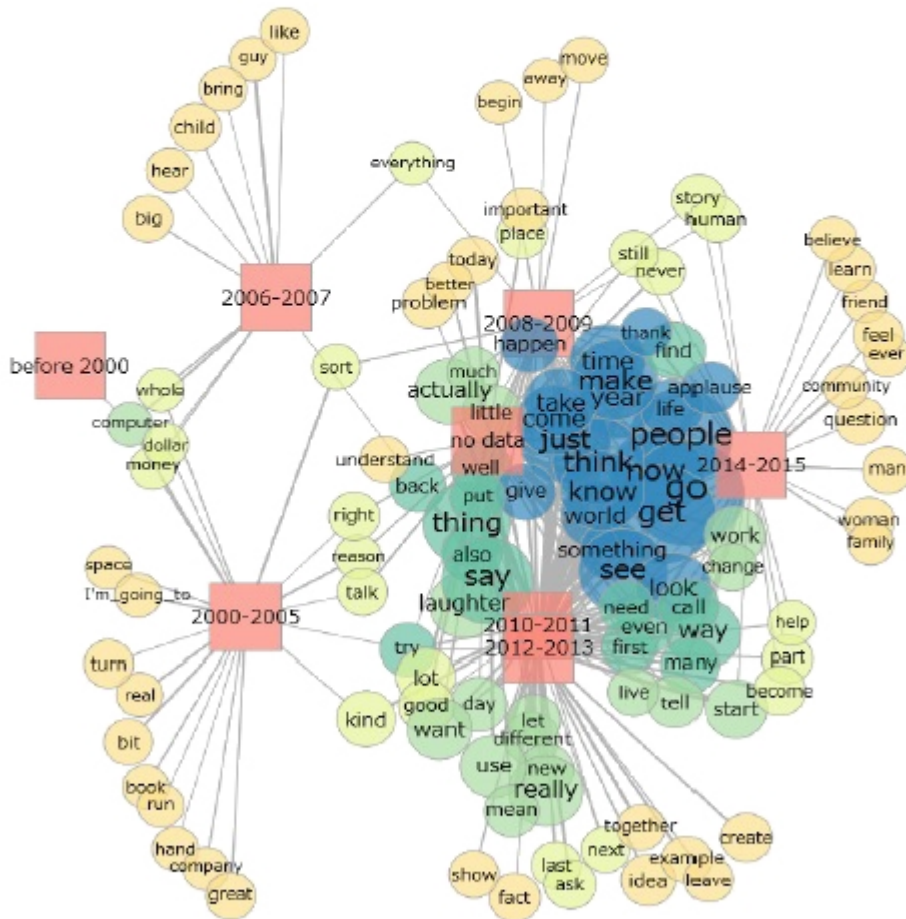 like
guy
move
away
bring
begin
child
everything
hear
story
important
human
big
place
believe
today
still
learn
better
never
2006-2007
problem
friend
2008-2009
thank
feel
happen
time
find
ever
before 2000
sort
much
make
whole
actually
applause
community
take
year
life
little
come
computer
question
dollar
no data
just
people
money
understand
well
think
now
2014-2015
man
back
put
give
know
go
right
world
get
thing
woman
work
reason
also
something
family
space
say
see
change
talk
look
I'm_going_to
laughter
need
call
2000-2005
2010-2011
even
way
help
try
2012-2013
first
turn
many
part
lot
real
live
tell
become
good
day
start
kind
want
let
bit
different
use
new
book
really
run
mean
together
create
hand
next
company
last
example
show
ask
idea
leave
great
fact